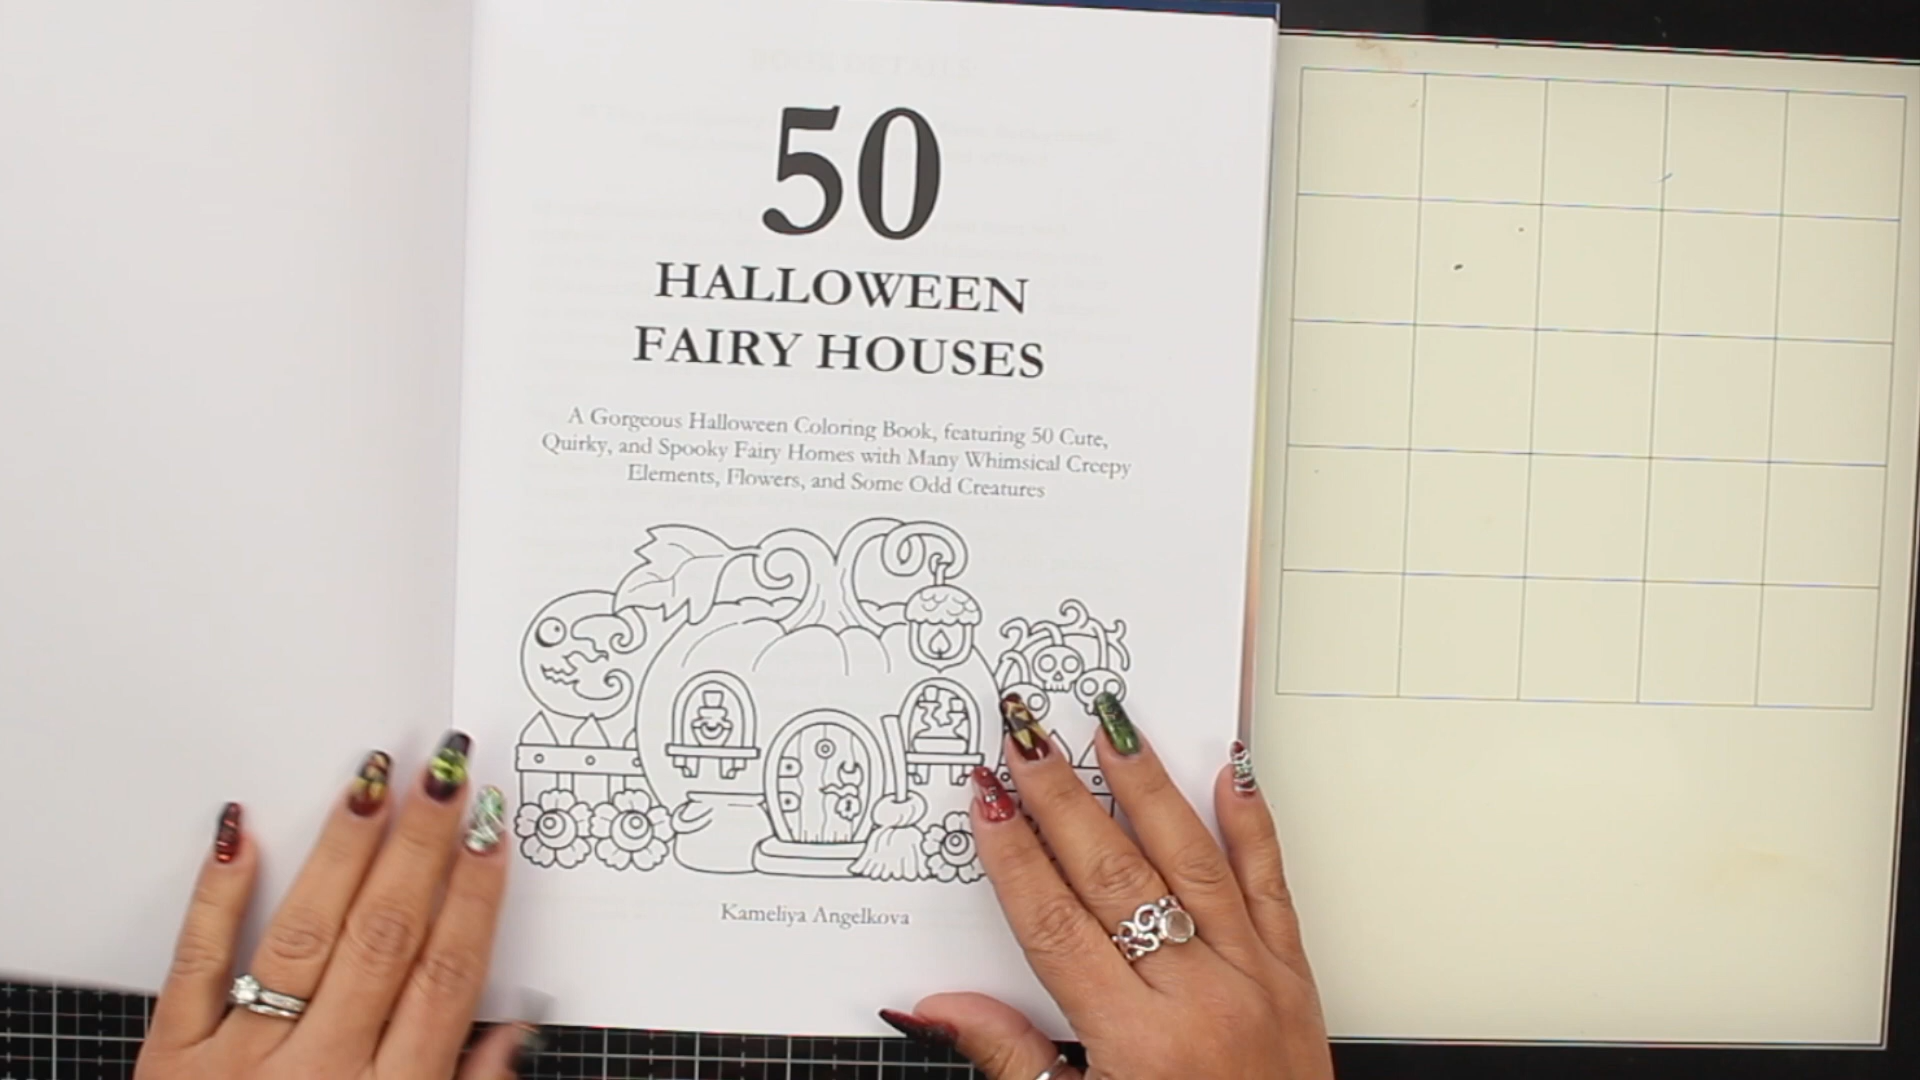 50
HALLOWEEN
FAIRY HOUSES
A Gorgeous Halloween Coloring Book, featuring 50 Cute,
Quirky, and Spooky Fairy Homes with Many Whimsical Creepy
Elements, Flowers, and Some Odd Creatures
Kameliya Angelkova